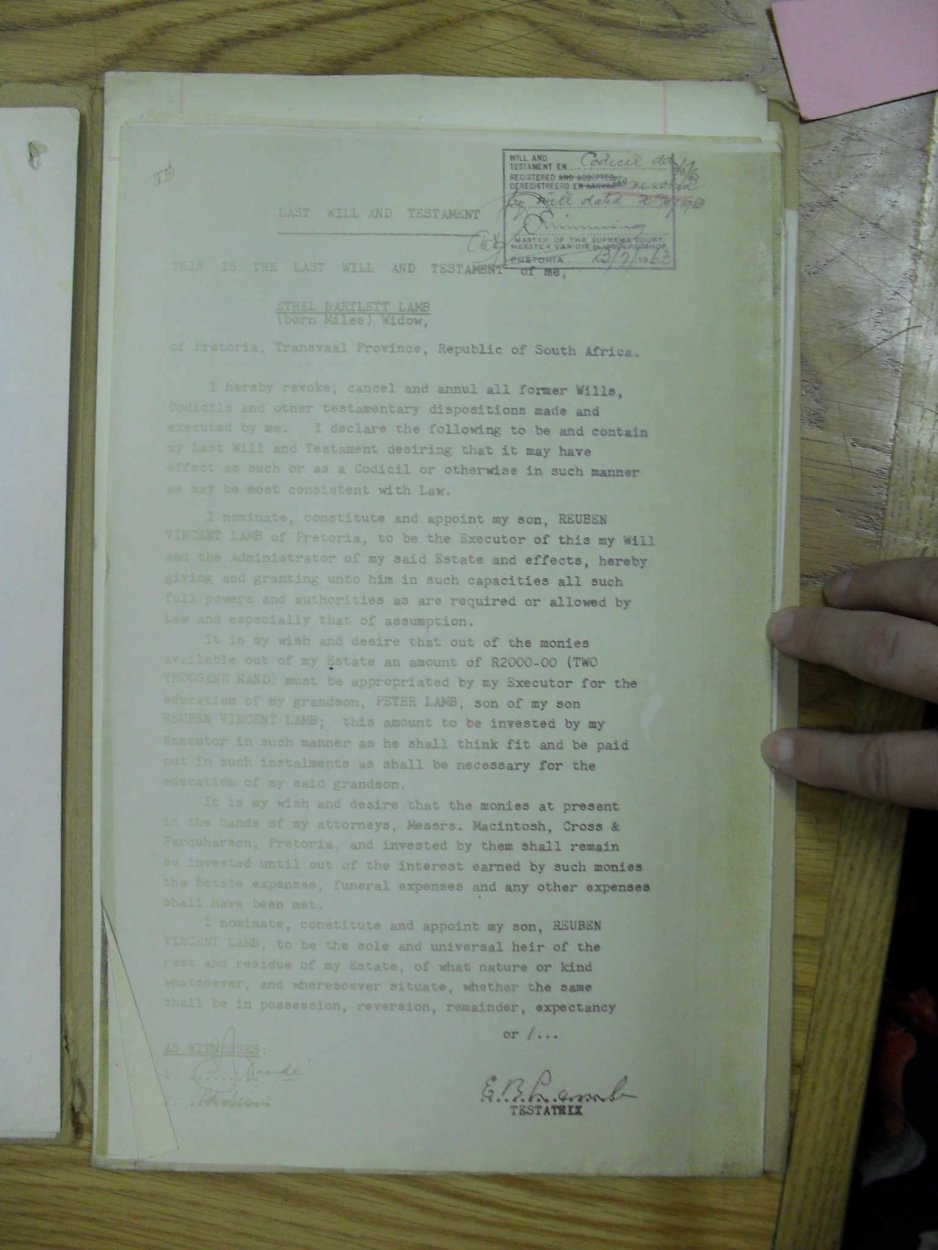 WILL AND
TESTAMENT EN Codicil
REGISTERED AND ACCEPTED
GEREGISTREERD EN AANVAAR
will dated
MASTER OF THE SUPREME COURT
MEESTER VAN DIE HOOGGEREGSHOF
PRETORIA 23/7/1963
LAST WILL AND TESTAMENT
THIS IS THE LAST WILL AND TESTAMENT of me,
ETHEL BARTLETT LAMB
(born Miles) Widow,
of Pretoria, Transvaal Province, Republic of South Africa.
I hereby revoke, cancel and annul all former Wills,
Codicils and other testamentary dispositions made and
executed by me. I declare the following to be and contain
my Last Will and Testament desiring that it may have
effect as such or as a Codicil or otherwise in such manner
as may be most consistent with Law.
I nominate, constitute and appoint my son, REUBEN
VINCENT LAMB of Pretoria, to be the Executor of this my Will
and the Administrator of my said Estate and effects, hereby
giving and granting unto him in such capacities all such
full powers and authorities as are required or allowed by
Law and especially that of assumption.
It is my wish and desire that out of the monies
available out of my Estate an amount of R2000-00 (TWO
THOUSAND RAND) must be appropriated by my Executor for the
education of my grandson, PETER LAMB, son of my son
REUBEN VINCENT LAMB; this amount to be invested by my
Executor in such manner as he shall think fit and be paid
out in such instalments as shall be necessary for the
education of my said grandson.
It is my wish and desire that the monies at present
in the hands of my attorneys, Messrs. Macintosh, Cross &
Farquharson, Pretoria, and invested by them shall remain
so invested until out of the interest earned by such monies
the Estate expenses, funeral expenses and any other expenses
shall have been met.
I nominate, constitute and appoint my son, REUBEN
VINCENT LAMB, to be the sole and universal heir of the
rest and residue of my Estate, of what nature or kind
whatsoever, and wheresoever situate, whether the same
shall be in possession, reversion, remainder, expectancy
or /...
AS WITNESSES:
1.
2.
E.B. Lamb
TESTATRIX